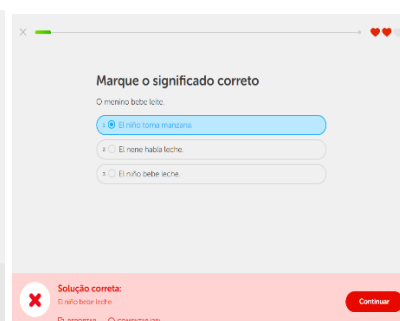 Marque o significado correto
O menino bebe leite.
1 El niño toma manzana.
2 El nene habla leche.
3 El niño bebe leche.
Solução correta:
El niño bebe leche.
Continuar